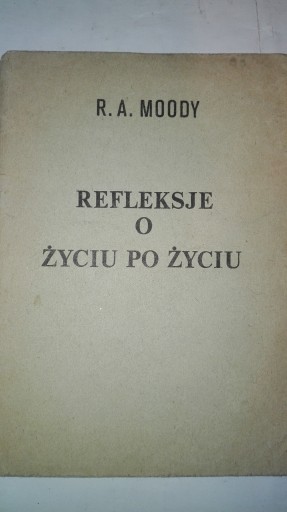 R. A. MOODY
REFLEKSJE
O
ŻYCIU PO ŻYCIU